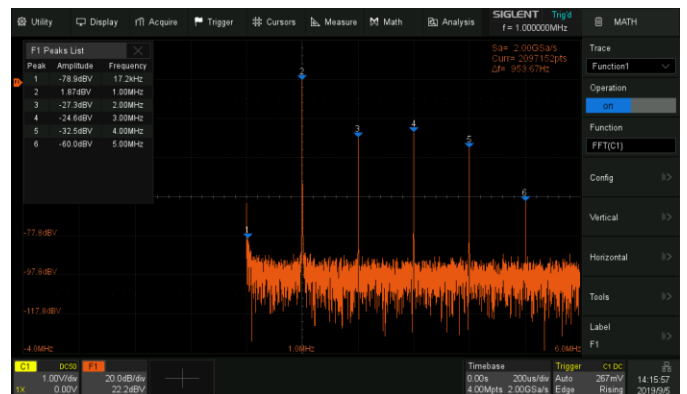 Utility Display Acquire Trigger Cursors Measure Math Analysis
SIGLENT Trig'd
f = 1.000000MHz
MATH
F1 Peaks List
Peak Amplitude Frequency
1 -78.9dBV 17.2kHz
2 1.87dBV 1.00MHz
3 -27.3dBV 2.00MHz
4 -24.6dBV 3.00MHz
5 -32.5dBV 4.00MHz
6 -60.0dBV 5.00MHz
Sa= 2.00GSa/s
Curr= 2097152pts
Δf= 953.67Hz
2
3
4
5
6
1
-77.8dBV
-97.8dBV
-117.8dBV
-4.0MHz 1.0MHz 6.0MHz
Trace
Function1
Operation
on
Function
FFT(C1)
Config
Vertical
Horizontal
Tools
Label
F1
C1 DC50
1.00V/div
1X 0.00V
F1
20.0dB/div
22.2dBV
Timebase
0.00s 200us/div
4.00Mpts 2.00GSa/s
Trigger C1 DC
Auto 267mV
Edge Rising
14:15:57
2019/9/5